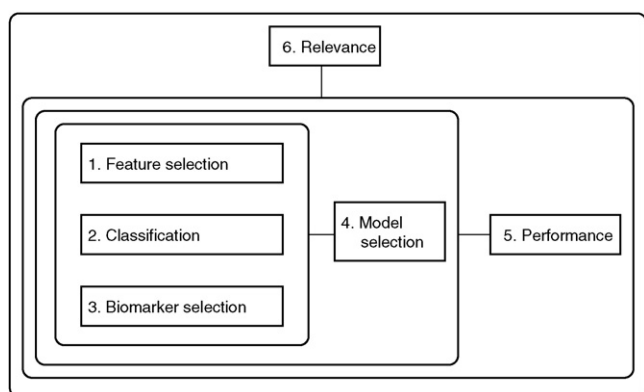 6. Relevance
1. Feature selection
2. Classification
3. Biomarker selection
4. Model
selection
5. Performance